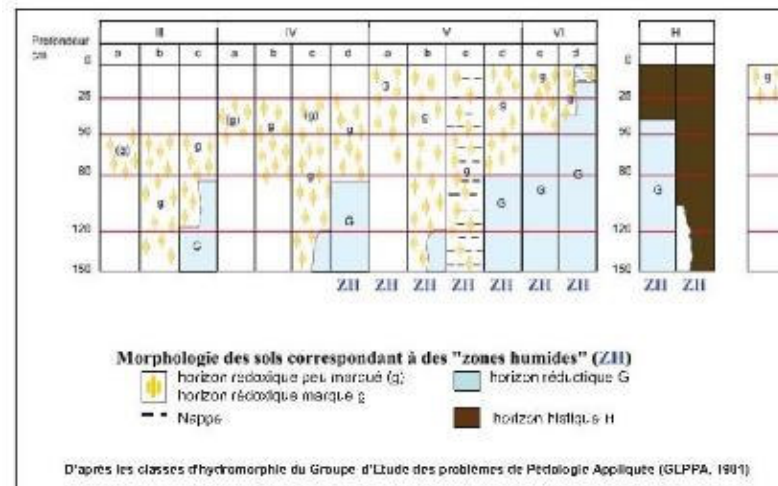 III IV V VI H
Profondeur
cm
a b c a b c d a b c d c d
0
25
50
80
120
150
g g g g g
(g) (g) (g) g g g g
g g g
G G G G G G
ZH ZH ZH ZH ZH ZH ZH ZH ZH
Morphologie des sols correspondant à des "zones humides" (ZH)
horizon rédoxique peu marqué (g)
horizon rédoxique marqué g
Nappe
horizon réductique G
horizon histique H
D'après les classes d'hydromorphie du Groupe d'Etude des problèmes de Pédologie Appliquée (GEPPA, 1981)